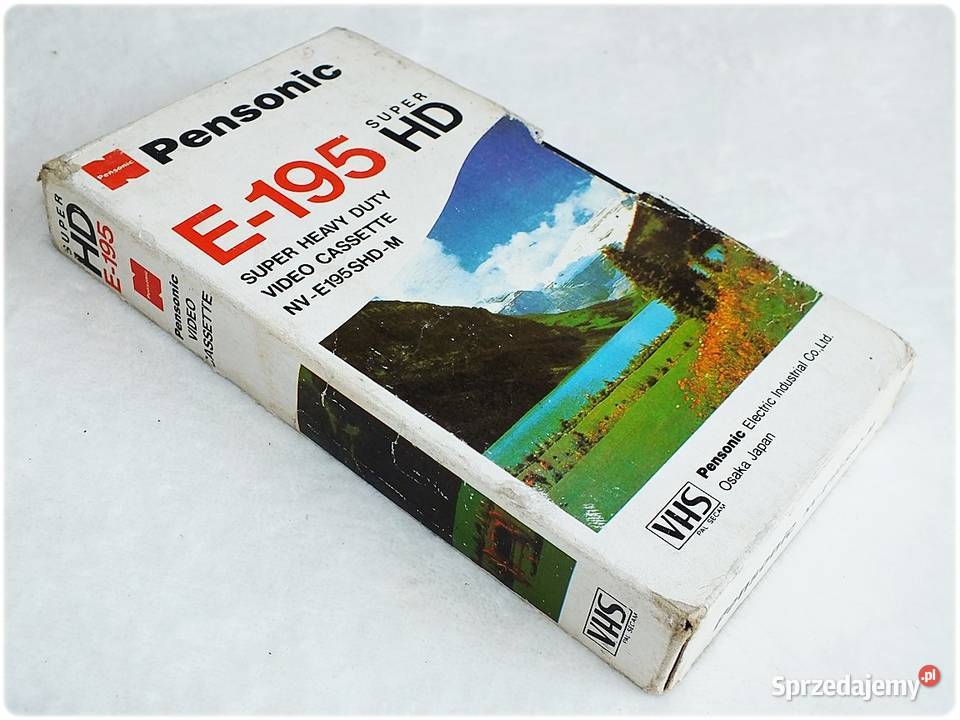 Pensonic
Pensonic
E-195
SUPER
HD
SUPER HEAVY DUTY
VIDEO CASSETTE
NV-E195SHD-M
VHS
PAL SECAM
Pensonic Electric Industrial Co.,Ltd.
Osaka Japan
SUPER
HD
E-195
Pensonic
Pensonic
VIDEO
CASSETTE
VHS
PAL SECAM
Sprzedajemy.pl